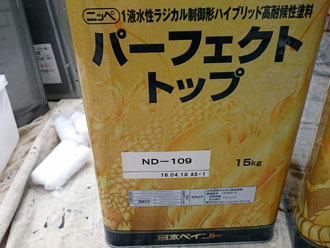 ニッペ 1液水性ラジカル制御形ハイブリッド高耐候性塗料
パーフェクト
トップ
ND-109
15kg
16.04.18 AS-1
日本ペイント